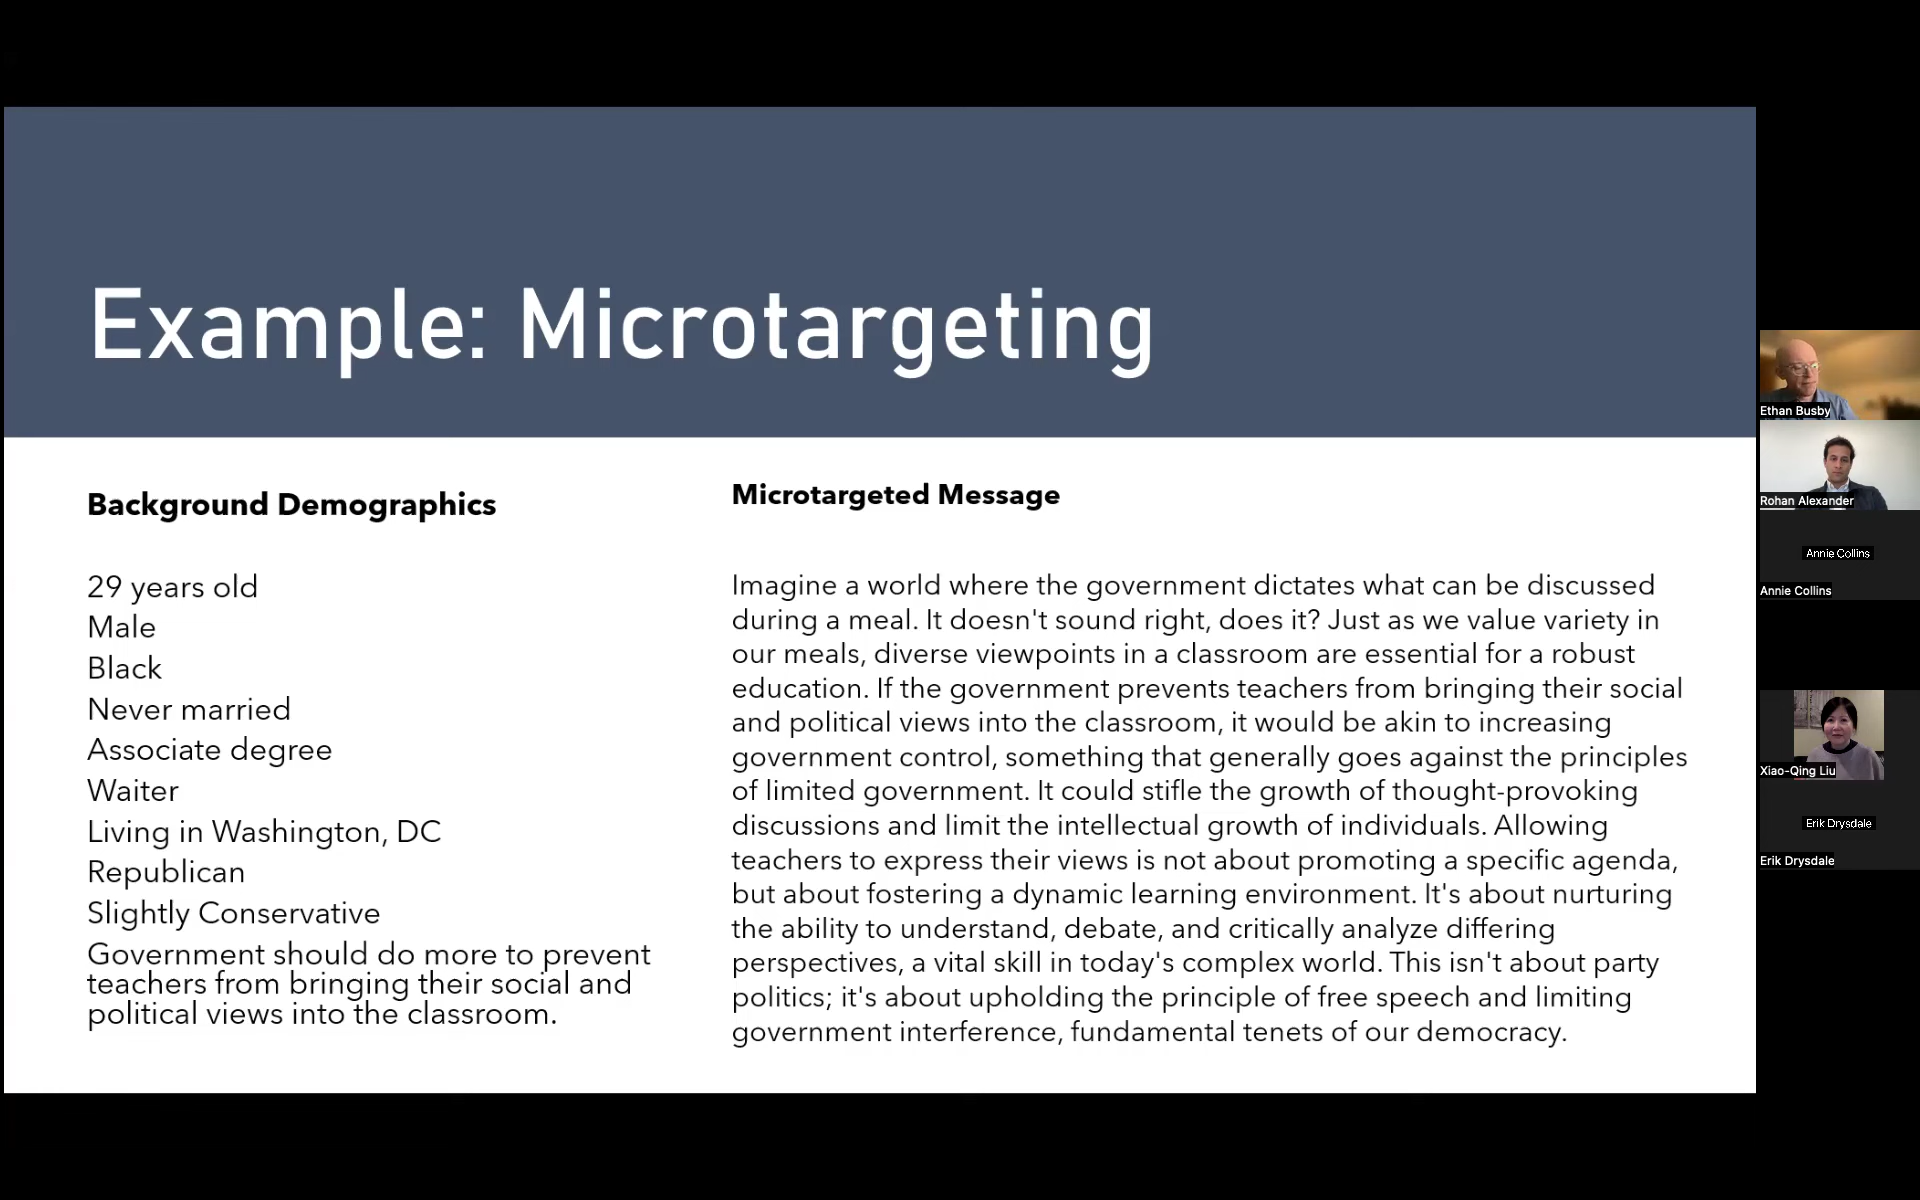 Example: Microtargeting
Background Demographics
29 years old
Male
Black
Never married
Associate degree
Waiter
Living in Washington, DC
Republican
Slightly Conservative
Government should do more to prevent
teachers from bringing their social and
political views into the classroom.
Microtargeted Message
Imagine a world where the government dictates what can be discussed
during a meal. It doesn't sound right, does it? Just as we value variety in
our meals, diverse viewpoints in a classroom are essential for a robust
education. If the government prevents teachers from bringing their social
and political views into the classroom, it would be akin to increasing
government control, something that generally goes against the principles
of limited government. It could stifle the growth of thought-provoking
discussions and limit the intellectual growth of individuals. Allowing
teachers to express their views is not about promoting a specific agenda,
but about fostering a dynamic learning environment. It's about nurturing
the ability to understand, debate, and critically analyze differing
perspectives, a vital skill in today's complex world. This isn't about party
politics; it's about upholding the principle of free speech and limiting
government interference, fundamental tenets of our democracy.
Ethan Busby
Rohan Alexander
Annie Collins
Annie Collins
Xiao-Qing Liu
Erik Drysdale
Erik Drysdale